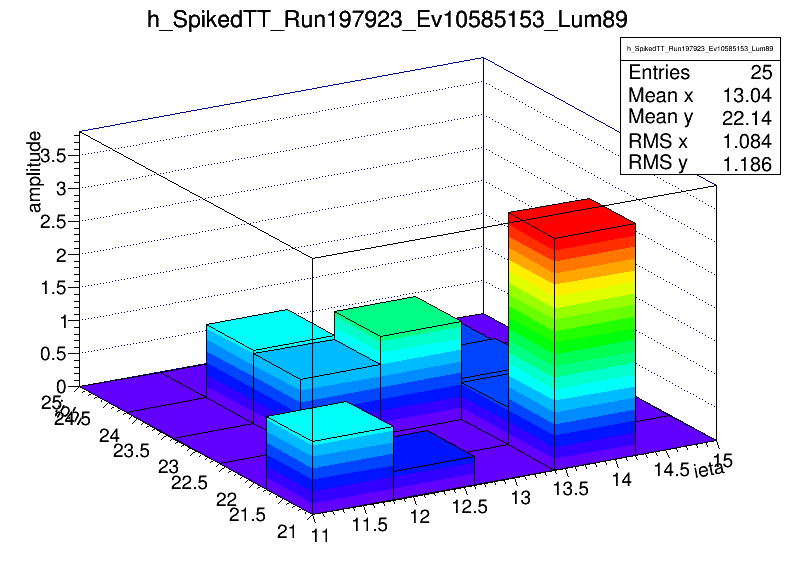 h_SpikedTT_Run197923_Ev10585153_Lum89
h_SpikedTT_Run197923_Ev10585153_Lum89
Entries 25
Mean x 13.04
Mean y 22.14
RMS x 1.084
RMS y 1.186
amplitude
3.5
3
2.5
2
1.5
1
0.5
0
25
24.5
24
23.5
23
22.5
22
21.5
21
11
11.5
12
12.5
13
13.5
14
14.5
15
ieta